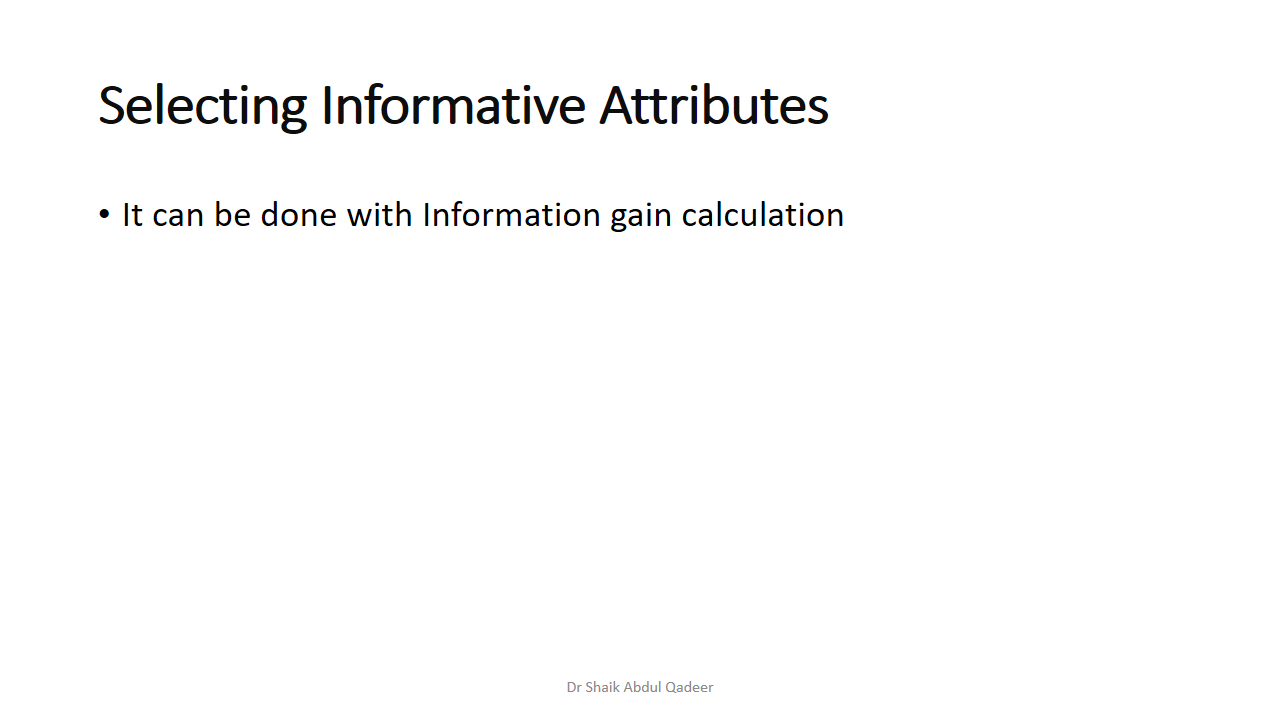 Selecting Informative Attributes
• It can be done with Information gain calculation
Dr Shaik Abdul Qadeer